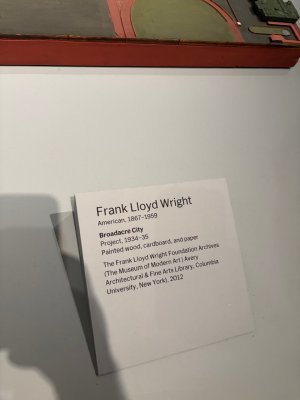 Frank Lloyd Wright
American, 1867–1959
Broadacre City
Project, 1934–35
Painted wood, cardboard, and paper
The Frank Lloyd Wright Foundation Archives
(The Museum of Modern Art | Avery
Architectural & Fine Arts Library, Columbia
University, New York), 2012